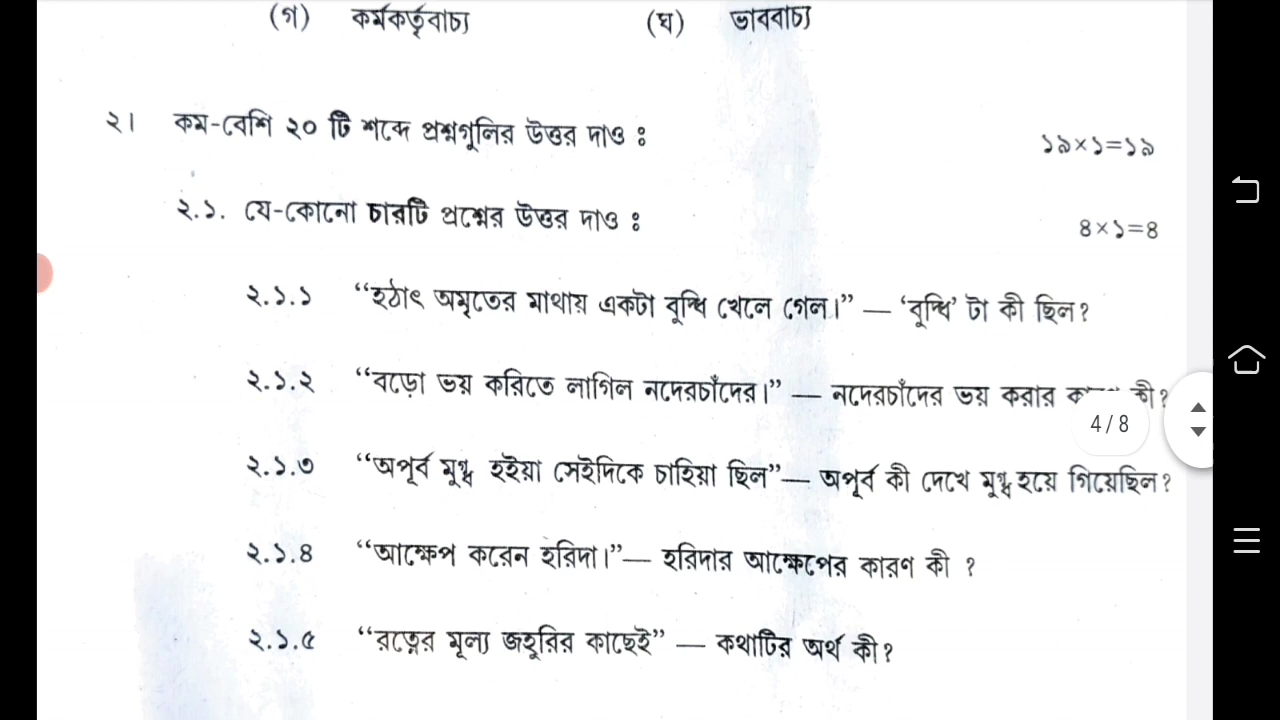 (গ) কর্মকর্তৃবাচ্য (ঘ) ভাববাচ্য
২। কম-বেশি ২০ টি শব্দে প্রশ্নগুলির উত্তর দাও ঃ ১৯×১=১৯
২.১. যে-কোনো চারটি প্রশ্নের উত্তর দাও ঃ ৪×১=৪
২.১.১ “হঠাৎ অমৃতের মাথায় একটা বুদ্ধি খেলে গেল।” — ‘বুদ্ধি’ টা কী ছিল?
২.১.২ “বড়ো ভয় করিতে লাগিল নদেরচাঁদের।” — নদেরচাঁদের ভয় করার কী?
4/8
২.১.৩ “অপূর্ব মুগ্ধ হইয়া সেইদিকে চাহিয়া ছিল”— অপূর্ব কী দেখে মুগ্ধ হয়ে গিয়েছিল?
২.১.৪ “আক্ষেপ করেন হরিদা।”— হরিদার আক্ষেপের কারণ কী ?
২.১.৫ “রত্নের মূল্য জহুরির কাছেই” — কথাটির অর্থ কী?